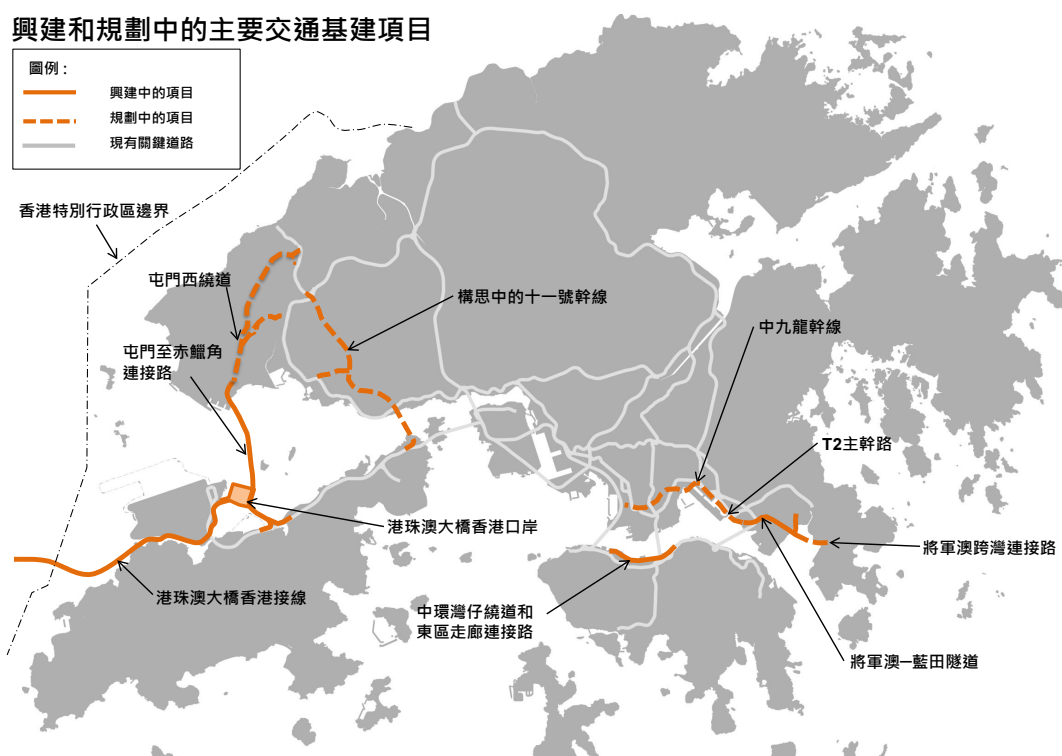 興建和規劃中的主要交通基建項目
圖例：
興建中的項目
規劃中的項目
現有關鍵道路
香港特別行政區邊界
屯門西繞道
構思中的十一號幹線
中九龍幹線
屯門至赤鱲角
連接路
T2主幹路
港珠澳大橋香港口岸
將軍澳跨灣連接路
港珠澳大橋香港接線
中環灣仔繞道和
東區走廊連接路
將軍澳─藍田隧道